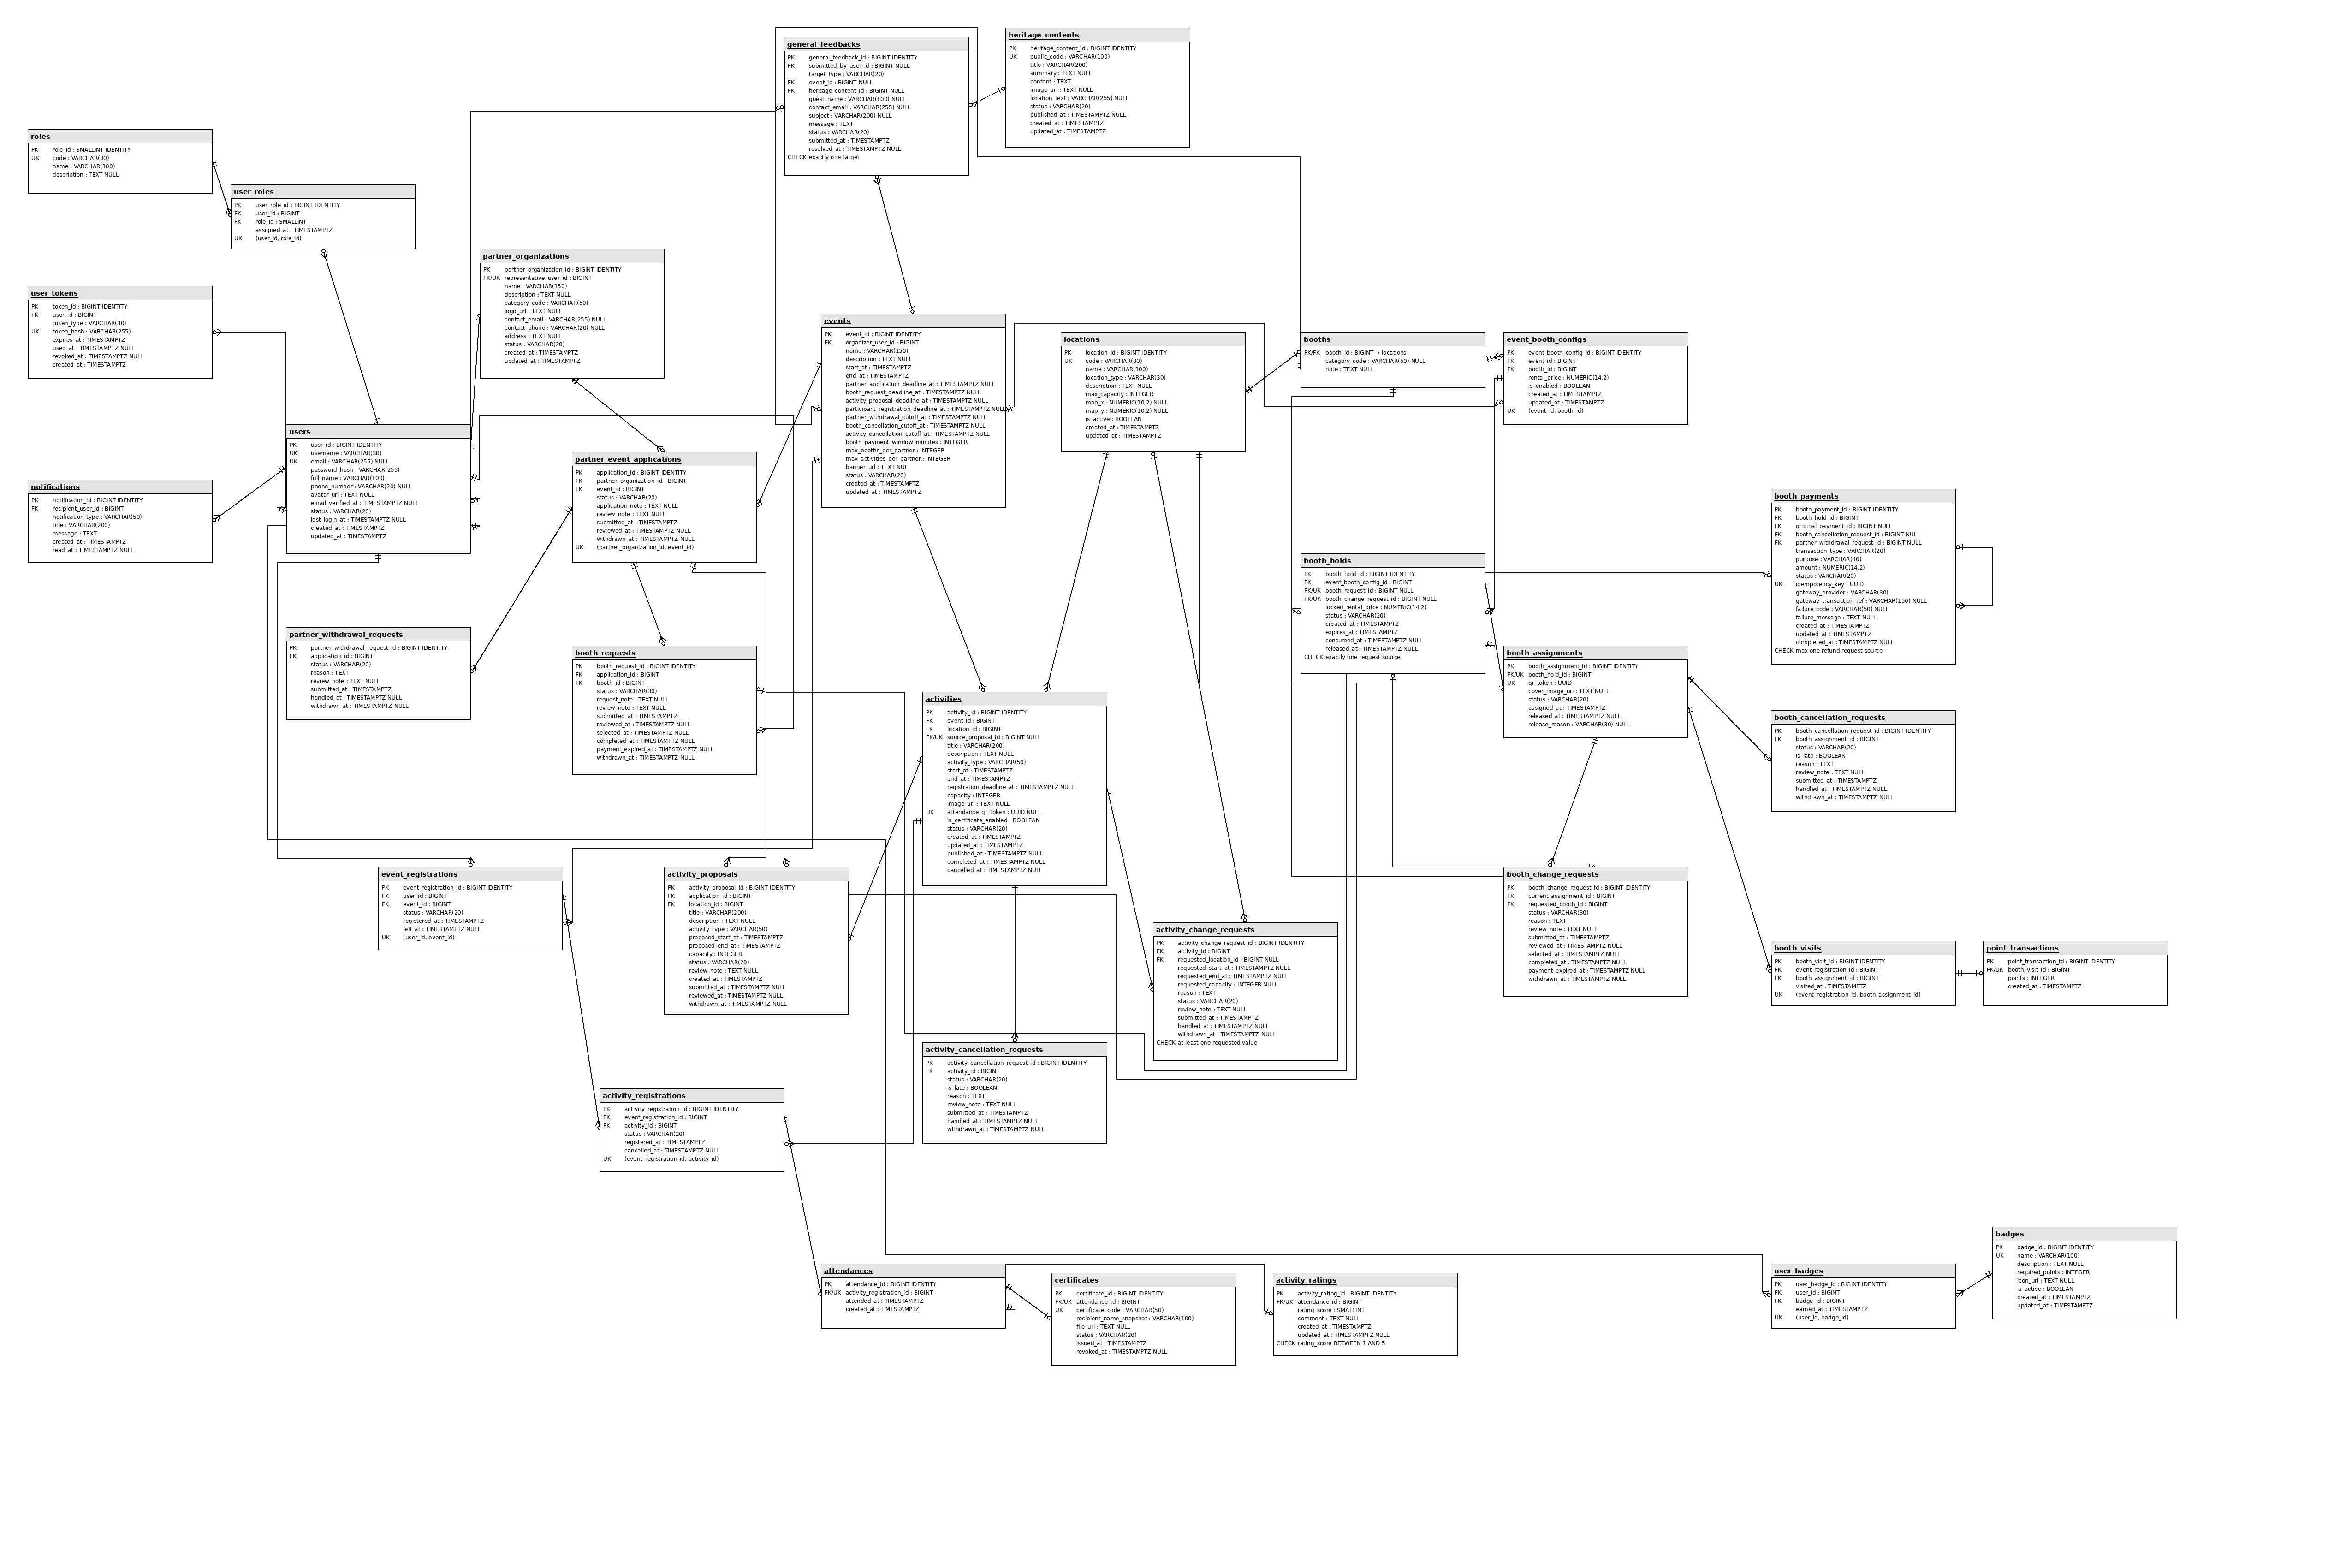 general_feedbacks
PK general_feedback_id : BIGINT IDENTITY
FK submitted_by_user_id : BIGINT NULL
target_type : VARCHAR(20)
FK event_id : BIGINT NULL
FK heritage_content_id : BIGINT NULL
guest_name : VARCHAR(100) NULL
contact_email : VARCHAR(255) NULL
subject : VARCHAR(200) NULL
message : TEXT
status : VARCHAR(20)
submitted_at : TIMESTAMPTZ
resolved_at : TIMESTAMPTZ NULL
CHECK exactly one target
heritage_contents
PK heritage_content_id : BIGINT IDENTITY
UK public_code : VARCHAR(100)
title : VARCHAR(200)
summary : TEXT NULL
content : TEXT
image_url : TEXT NULL
location_text : VARCHAR(255) NULL
status : VARCHAR(20)
published_at : TIMESTAMPTZ NULL
created_at : TIMESTAMPTZ
updated_at : TIMESTAMPTZ
roles
PK role_id : SMALLINT IDENTITY
UK code : VARCHAR(30)
name : VARCHAR(100)
description : TEXT NULL
user_roles
PK user_role_id : BIGINT IDENTITY
FK user_id : BIGINT
FK role_id : SMALLINT
assigned_at : TIMESTAMPTZ
UK (user_id, role_id)
partner_organizations
PK partner_organization_id : BIGINT IDENTITY
FK/UK representative_user_id : BIGINT
name : VARCHAR(150)
description : TEXT NULL
category_code : VARCHAR(50)
logo_url : TEXT NULL
contact_email : VARCHAR(255) NULL
contact_phone : VARCHAR(20) NULL
address : TEXT NULL
status : VARCHAR(20)
created_at : TIMESTAMPTZ
updated_at : TIMESTAMPTZ
user_tokens
PK token_id : BIGINT IDENTITY
FK user_id : BIGINT
token_type : VARCHAR(30)
UK token_hash : VARCHAR(255)
expires_at : TIMESTAMPTZ
used_at : TIMESTAMPTZ NULL
revoked_at : TIMESTAMPTZ NULL
created_at : TIMESTAMPTZ
events
PK event_id : BIGINT IDENTITY
FK organizer_user_id : BIGINT
name : VARCHAR(150)
description : TEXT NULL
start_at : TIMESTAMPTZ
end_at : TIMESTAMPTZ
partner_application_deadline_at : TIMESTAMPTZ NULL
booth_request_deadline_at : TIMESTAMPTZ NULL
activity_proposal_deadline_at : TIMESTAMPTZ NULL
participant_registration_deadline_at : TIMESTAMPTZ NULL
partner_withdrawal_cutoff_at : TIMESTAMPTZ NULL
booth_cancellation_cutoff_at : TIMESTAMPTZ NULL
activity_cancellation_cutoff_at : TIMESTAMPTZ NULL
booth_payment_window_minutes : INTEGER
max_booths_per_partner : INTEGER
max_activities_per_partner : INTEGER
banner_url : TEXT NULL
status : VARCHAR(20)
created_at : TIMESTAMPTZ
updated_at : TIMESTAMPTZ
locations
PK location_id : BIGINT IDENTITY
UK code : VARCHAR(30)
name : VARCHAR(100)
location_type : VARCHAR(30)
description : TEXT NULL
max_capacity : INTEGER
map_x : NUMERIC(10,2) NULL
map_y : NUMERIC(10,2) NULL
is_active : BOOLEAN
created_at : TIMESTAMPTZ
updated_at : TIMESTAMPTZ
booths
PK/FK booth_id : BIGINT → locations
category_code : VARCHAR(50) NULL
note : TEXT NULL
event_booth_configs
PK event_booth_config_id : BIGINT IDENTITY
FK event_id : BIGINT
FK booth_id : BIGINT
rental_price : NUMERIC(14,2)
is_enabled : BOOLEAN
created_at : TIMESTAMPTZ
updated_at : TIMESTAMPTZ
UK (event_id, booth_id)
users
PK user_id : BIGINT IDENTITY
UK username : VARCHAR(30)
UK email : VARCHAR(255) NULL
password_hash : VARCHAR(255)
full_name : VARCHAR(100)
phone_number : VARCHAR(20) NULL
avatar_url : TEXT NULL
email_verified_at : TIMESTAMPTZ NULL
status : VARCHAR(20)
last_login_at : TIMESTAMPTZ NULL
created_at : TIMESTAMPTZ
updated_at : TIMESTAMPTZ
partner_event_applications
PK application_id : BIGINT IDENTITY
FK partner_organization_id : BIGINT
FK event_id : BIGINT
status : VARCHAR(20)
application_note : TEXT NULL
review_note : TEXT NULL
submitted_at : TIMESTAMPTZ
reviewed_at : TIMESTAMPTZ NULL
withdrawn_at : TIMESTAMPTZ NULL
UK (partner_organization_id, event_id)
notifications
PK notification_id : BIGINT IDENTITY
FK recipient_user_id : BIGINT
notification_type : VARCHAR(50)
title : VARCHAR(200)
message : TEXT
created_at : TIMESTAMPTZ
read_at : TIMESTAMPTZ NULL
booth_payments
PK booth_payment_id : BIGINT IDENTITY
FK booth_hold_id : BIGINT
FK original_payment_id : BIGINT NULL
FK booth_cancellation_request_id : BIGINT NULL
FK partner_withdrawal_request_id : BIGINT NULL
transaction_type : VARCHAR(20)
purpose : VARCHAR(40)
amount : NUMERIC(14,2)
status : VARCHAR(20)
UK idempotency_key : UUID
gateway_provider : VARCHAR(30)
gateway_transaction_ref : VARCHAR(150) NULL
failure_code : VARCHAR(50) NULL
failure_message : TEXT NULL
created_at : TIMESTAMPTZ
updated_at : TIMESTAMPTZ
completed_at : TIMESTAMPTZ NULL
CHECK max one refund request source
booth_holds
PK booth_hold_id : BIGINT IDENTITY
FK event_booth_config_id : BIGINT
FK/UK booth_request_id : BIGINT NULL
FK/UK booth_change_request_id : BIGINT NULL
locked_rental_price : NUMERIC(14,2)
status : VARCHAR(20)
created_at : TIMESTAMPTZ
expires_at : TIMESTAMPTZ
consumed_at : TIMESTAMPTZ NULL
released_at : TIMESTAMPTZ NULL
CHECK exactly one request source
partner_withdrawal_requests
PK partner_withdrawal_request_id : BIGINT IDENTITY
FK application_id : BIGINT
status : VARCHAR(20)
reason : TEXT
review_note : TEXT NULL
submitted_at : TIMESTAMPTZ
handled_at : TIMESTAMPTZ NULL
withdrawn_at : TIMESTAMPTZ NULL
booth_requests
PK booth_request_id : BIGINT IDENTITY
FK application_id : BIGINT
FK booth_id : BIGINT
status : VARCHAR(30)
request_note : TEXT NULL
review_note : TEXT NULL
submitted_at : TIMESTAMPTZ
reviewed_at : TIMESTAMPTZ NULL
selected_at : TIMESTAMPTZ NULL
completed_at : TIMESTAMPTZ NULL
payment_expired_at : TIMESTAMPTZ NULL
withdrawn_at : TIMESTAMPTZ NULL
booth_assignments
PK booth_assignment_id : BIGINT IDENTITY
FK/UK booth_hold_id : BIGINT
UK qr_token : UUID
cover_image_url : TEXT NULL
status : VARCHAR(20)
assigned_at : TIMESTAMPTZ
released_at : TIMESTAMPTZ NULL
release_reason : VARCHAR(30) NULL
activities
PK activity_id : BIGINT IDENTITY
FK event_id : BIGINT
FK location_id : BIGINT
FK/UK source_proposal_id : BIGINT NULL
title : VARCHAR(200)
description : TEXT NULL
activity_type : VARCHAR(50)
start_at : TIMESTAMPTZ
end_at : TIMESTAMPTZ
registration_deadline_at : TIMESTAMPTZ NULL
capacity : INTEGER
image_url : TEXT NULL
UK attendance_qr_token : UUID NULL
is_certificate_enabled : BOOLEAN
status : VARCHAR(20)
created_at : TIMESTAMPTZ
updated_at : TIMESTAMPTZ
published_at : TIMESTAMPTZ NULL
completed_at : TIMESTAMPTZ NULL
cancelled_at : TIMESTAMPTZ NULL
booth_cancellation_requests
PK booth_cancellation_request_id : BIGINT IDENTITY
FK booth_assignment_id : BIGINT
status : VARCHAR(20)
is_late : BOOLEAN
reason : TEXT
review_note : TEXT NULL
submitted_at : TIMESTAMPTZ
handled_at : TIMESTAMPTZ NULL
withdrawn_at : TIMESTAMPTZ NULL
event_registrations
PK event_registration_id : BIGINT IDENTITY
FK user_id : BIGINT
FK event_id : BIGINT
status : VARCHAR(20)
registered_at : TIMESTAMPTZ
left_at : TIMESTAMPTZ NULL
UK (user_id, event_id)
activity_proposals
PK activity_proposal_id : BIGINT IDENTITY
FK application_id : BIGINT
FK location_id : BIGINT
title : VARCHAR(200)
description : TEXT NULL
activity_type : VARCHAR(50)
proposed_start_at : TIMESTAMPTZ
proposed_end_at : TIMESTAMPTZ
capacity : INTEGER
status : VARCHAR(20)
review_note : TEXT NULL
created_at : TIMESTAMPTZ
submitted_at : TIMESTAMPTZ NULL
reviewed_at : TIMESTAMPTZ NULL
withdrawn_at : TIMESTAMPTZ NULL
booth_change_requests
PK booth_change_request_id : BIGINT IDENTITY
FK current_assignment_id : BIGINT
FK requested_booth_id : BIGINT
status : VARCHAR(30)
reason : TEXT
review_note : TEXT NULL
submitted_at : TIMESTAMPTZ
reviewed_at : TIMESTAMPTZ NULL
selected_at : TIMESTAMPTZ NULL
completed_at : TIMESTAMPTZ NULL
payment_expired_at : TIMESTAMPTZ NULL
withdrawn_at : TIMESTAMPTZ NULL
activity_change_requests
PK activity_change_request_id : BIGINT IDENTITY
FK activity_id : BIGINT
FK requested_location_id : BIGINT NULL
requested_start_at : TIMESTAMPTZ NULL
requested_end_at : TIMESTAMPTZ NULL
requested_capacity : INTEGER NULL
reason : TEXT
status : VARCHAR(20)
review_note : TEXT NULL
submitted_at : TIMESTAMPTZ
handled_at : TIMESTAMPTZ NULL
withdrawn_at : TIMESTAMPTZ NULL
CHECK at least one requested value
booth_visits
PK booth_visit_id : BIGINT IDENTITY
FK event_registration_id : BIGINT
FK booth_assignment_id : BIGINT
visited_at : TIMESTAMPTZ
UK (event_registration_id, booth_assignment_id)
point_transactions
PK point_transaction_id : BIGINT IDENTITY
FK/UK booth_visit_id : BIGINT
points : INTEGER
created_at : TIMESTAMPTZ
activity_cancellation_requests
PK activity_cancellation_request_id : BIGINT IDENTITY
FK activity_id : BIGINT
status : VARCHAR(20)
is_late : BOOLEAN
reason : TEXT
review_note : TEXT NULL
submitted_at : TIMESTAMPTZ
handled_at : TIMESTAMPTZ NULL
withdrawn_at : TIMESTAMPTZ NULL
activity_registrations
PK activity_registration_id : BIGINT IDENTITY
FK event_registration_id : BIGINT
FK activity_id : BIGINT
status : VARCHAR(20)
registered_at : TIMESTAMPTZ
cancelled_at : TIMESTAMPTZ NULL
UK (event_registration_id, activity_id)
attendances
PK attendance_id : BIGINT IDENTITY
FK/UK activity_registration_id : BIGINT
attended_at : TIMESTAMPTZ
created_at : TIMESTAMPTZ
certificates
PK certificate_id : BIGINT IDENTITY
FK/UK attendance_id : BIGINT
UK certificate_code : VARCHAR(50)
recipient_name_snapshot : VARCHAR(100)
file_url : TEXT NULL
status : VARCHAR(20)
issued_at : TIMESTAMPTZ
revoked_at : TIMESTAMPTZ NULL
activity_ratings
PK activity_rating_id : BIGINT IDENTITY
FK/UK attendance_id : BIGINT
rating_score : SMALLINT
comment : TEXT NULL
created_at : TIMESTAMPTZ
updated_at : TIMESTAMPTZ NULL
CHECK rating_score BETWEEN 1 AND 5
user_badges
PK user_badge_id : BIGINT IDENTITY
FK user_id : BIGINT
FK badge_id : BIGINT
earned_at : TIMESTAMPTZ
UK (user_id, badge_id)
badges
PK badge_id : BIGINT IDENTITY
UK name : VARCHAR(100)
description : TEXT NULL
required_points : INTEGER
icon_url : TEXT NULL
is_active : BOOLEAN
created_at : TIMESTAMPTZ
updated_at : TIMESTAMPTZ